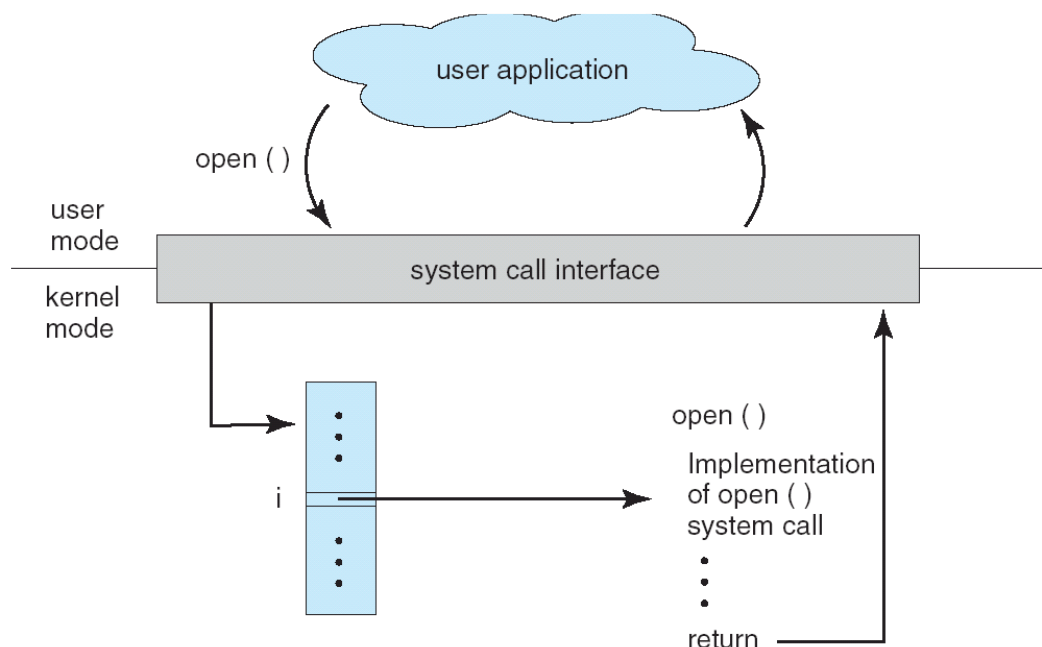 user application
open ( )
user
mode
system call interface
kernel
mode
open ( )
Implementation
of open ( )
system call
i
return